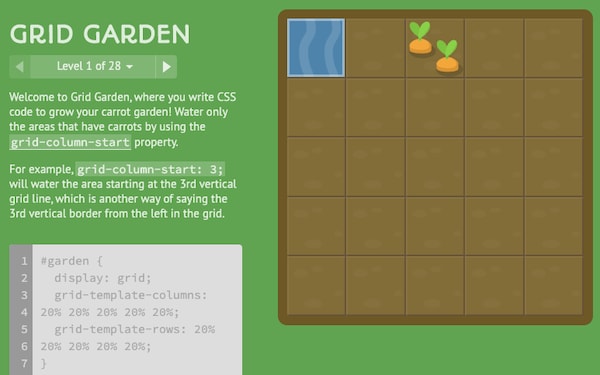 GRID GARDEN
Level 1 of 28
Welcome to Grid Garden, where you write CSS
code to grow your carrot garden! Water only
the areas that have carrots by using the
grid-column-start property.
For example, grid-column-start: 3;
will water the area starting at the 3rd vertical
grid line, which is another way of saying the
3rd vertical border from the left in the grid.
1 #garden {
2 display: grid;
3 grid-template-columns:
4 20% 20% 20% 20% 20%;
5 grid-template-rows: 20%
6 20% 20% 20% 20%;
7 }